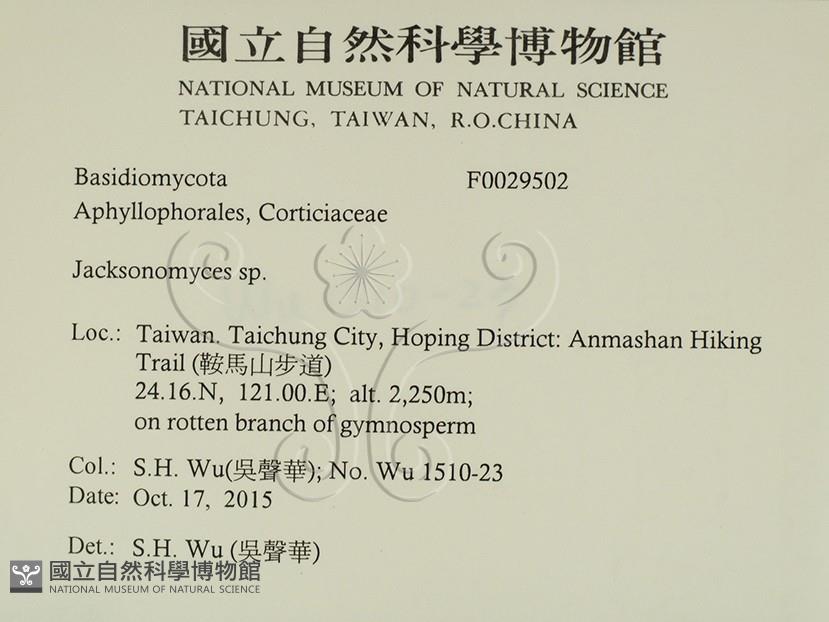 國立自然科學博物館
NATIONAL MUSEUM OF NATURAL SCIENCE
TAICHUNG, TAIWAN, R.O.CHINA
Basidiomycota F0029502
Aphyllophorales, Corticiaceae
Jacksonomyces sp.
Loc.: Taiwan. Taichung City, Hoping District: Anmashan Hiking
Trail (鞍馬山步道)
24.16.N, 121.00.E; alt. 2,250m;
on rotten branch of gymnosperm
Col.: S.H. Wu(吳聲華); No. Wu 1510-23
Date: Oct. 17, 2015
Det.: S.H. Wu (吳聲華)
國立自然科學博物館
NATIONAL MUSEUM OF NATURAL SCIENCE